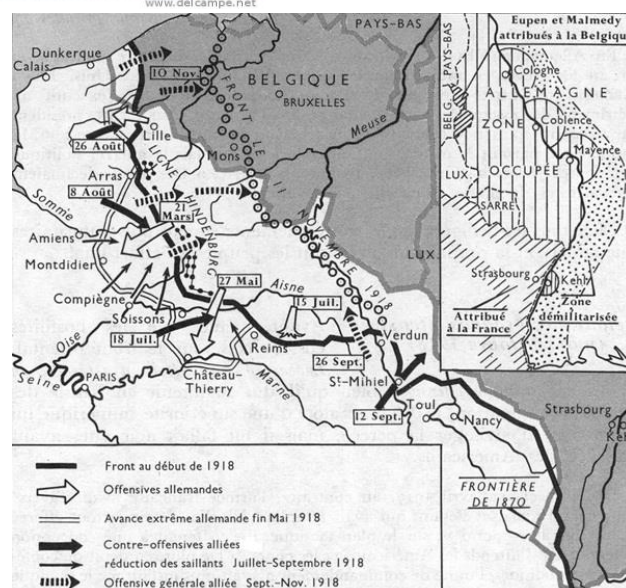 www.delcampe.net
Dunkerque
Calais
10 Nov.
PAYS-BAS
BELGIQUE
BRUXELLES
FRONT LE 11 NOVEMBRE 1918
Meuse
Lille
26 Août
LIGNE HINDENBURG
Mons
Arras
8 Août
Somme
21 Mars
Amiens
Montdidier
LUX.
27 Mai
Aisne
Compiègne
Soissons
15 Juil.
Oise
18 Juil.
Reims
Verdun
26 Sept.
Seine
PARIS
Château-Thierry
Marne
St-Mihiel
12 Sept.
Toul
Nancy
Strasbourg
Kehl
FRONTIÈRE DE 1870
Eupen et Malmedy
attribués à la Belgique
PAYS-BAS
Cologne
BELG.
ALLEMAGNE
ZONE
Coblence
Mayence
LUX.
OCCUPÉE
SARRE
Strasbourg
Kehl
Attribué
à la France
Zone
démilitarisée
Front au début de 1918
Offensives allemandes
Avance extrême allemande fin Mai 1918
Contre-offensives alliées
réduction des saillants Juillet-Septembre 1918
Offensive générale alliée Sept.-Nov. 1918